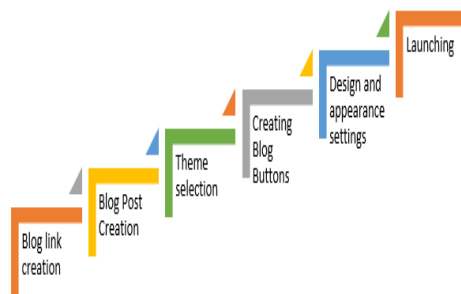 Blog link
creation
Blog Post
Creation
Theme
selection
Creating
Blog
Buttons
Design and
appearance
settings
Launching